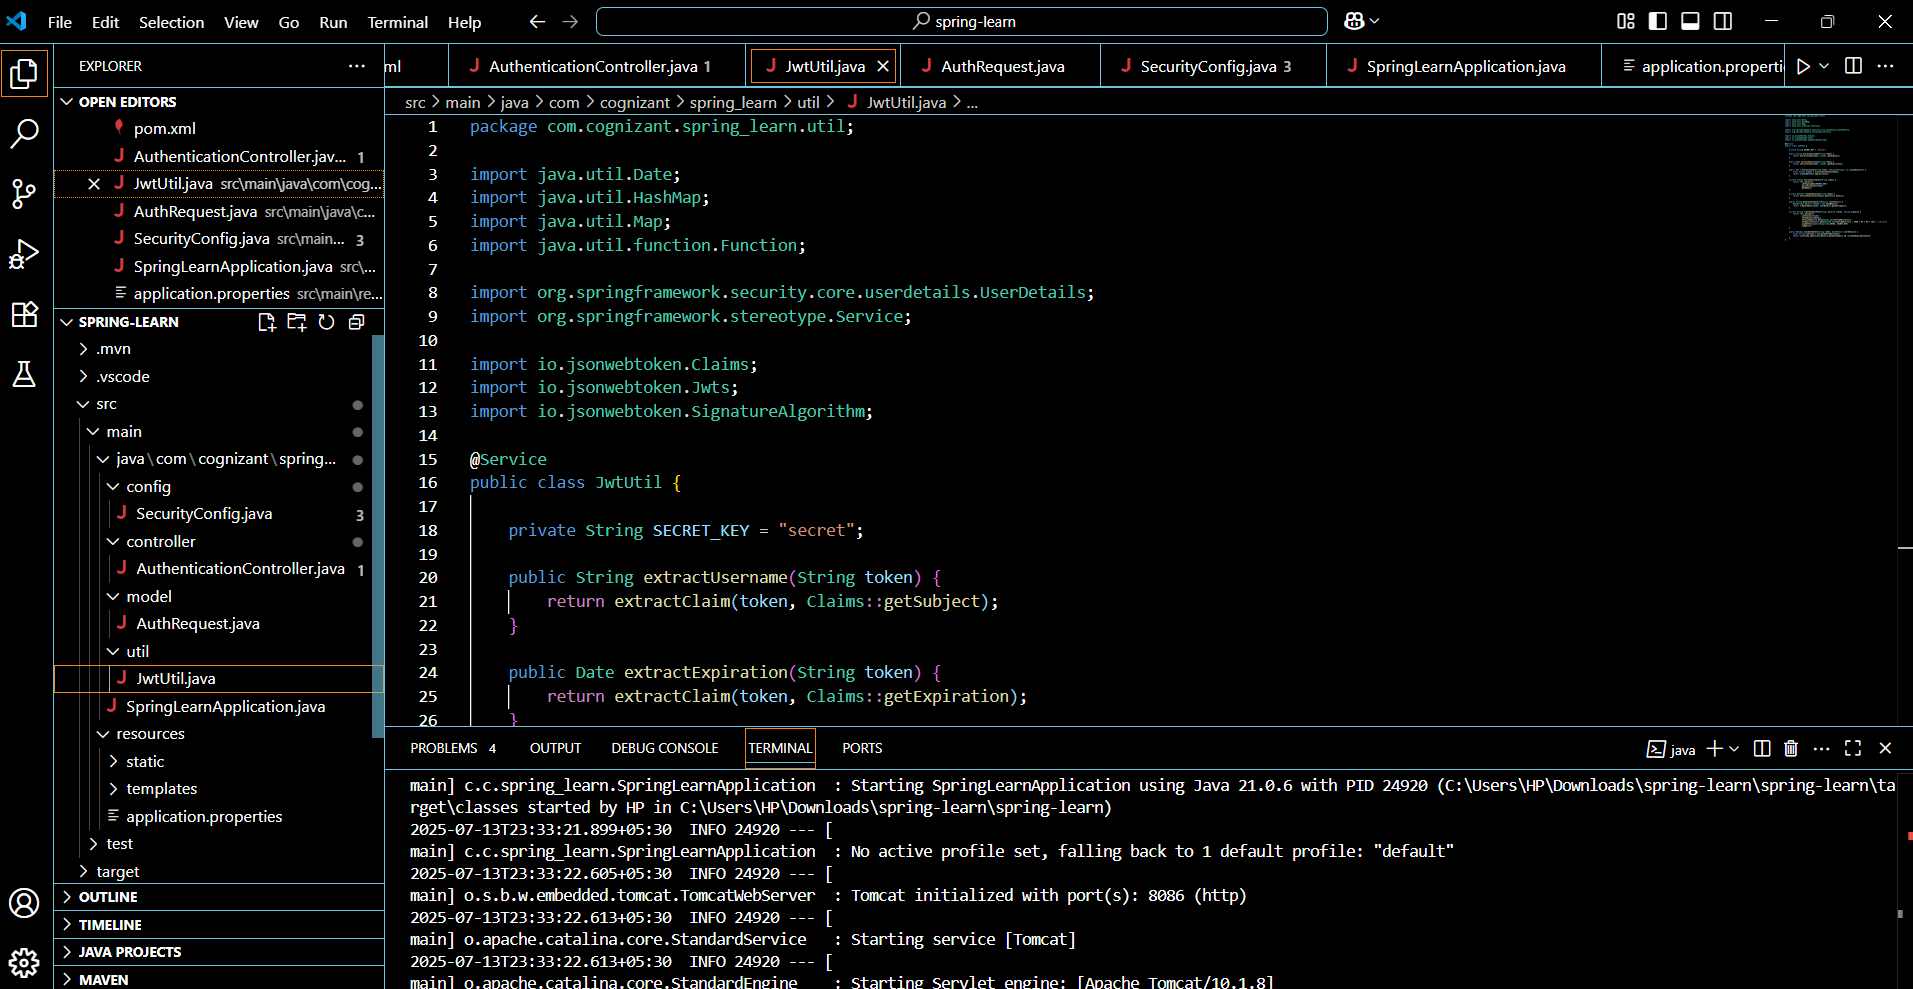 File Edit Selection View Go Run Terminal Help
spring-learn
EXPLORER
OPEN EDITORS
pom.xml
AuthenticationController.jav... 1
JwtUtil.java src\main\java\com\cog...
AuthRequest.java src\main\java\c...
SecurityConfig.java src\main... 3
SpringLearnApplication.java src\...
application.properties src\main\re...
SPRING-LEARN
.mvn
.vscode
src
main
java\com\cognizant\spring...
config
SecurityConfig.java 3
controller
AuthenticationController.java 1
model
AuthRequest.java
util
JwtUtil.java
SpringLearnApplication.java
resources
static
templates
application.properties
test
target
OUTLINE
TIMELINE
JAVA PROJECTS
MAVEN
ml AuthenticationController.java 1 JwtUtil.java AuthRequest.java SecurityConfig.java 3 SpringLearnApplication.java application.properti
src > main > java > com > cognizant > spring_learn > util > JwtUtil.java > ...
1 package com.cognizant.spring_learn.util;
2
3 import java.util.Date;
4 import java.util.HashMap;
5 import java.util.Map;
6 import java.util.function.Function;
7
8 import org.springframework.security.core.userdetails.UserDetails;
9 import org.springframework.stereotype.Service;
10
11 import io.jsonwebtoken.Claims;
12 import io.jsonwebtoken.Jwts;
13 import io.jsonwebtoken.SignatureAlgorithm;
14
15 @Service
16 public class JwtUtil {
17
18 private String SECRET_KEY = "secret";
19
20 public String extractUsername(String token) {
21 return extractClaim(token, Claims::getSubject);
22 }
23
24 public Date extractExpiration(String token) {
25 return extractClaim(token, Claims::getExpiration);
26 }
PROBLEMS 4 OUTPUT DEBUG CONSOLE TERMINAL PORTS java
main] c.c.spring_learn.SpringLearnApplication : Starting SpringLearnApplication using Java 21.0.6 with PID 24920 (C:\Users\HP\Downloads\spring-learn\spring-learn\ta
rget\classes started by HP in C:\Users\HP\Downloads\spring-learn\spring-learn)
2025-07-13T23:33:21.899+05:30 INFO 24920 --- [
main] c.c.spring_learn.SpringLearnApplication : No active profile set, falling back to 1 default profile: "default"
2025-07-13T23:33:22.605+05:30 INFO 24920 --- [
main] o.s.b.w.embedded.tomcat.TomcatWebServer : Tomcat initialized with port(s): 8086 (http)
2025-07-13T23:33:22.613+05:30 INFO 24920 --- [
main] o.apache.catalina.core.StandardService : Starting service [Tomcat]
2025-07-13T23:33:22.613+05:30 INFO 24920 --- [
main] o.apache.catalina.core.StandardEngine : Starting Servlet engine: [Apache Tomcat/10.1.8]